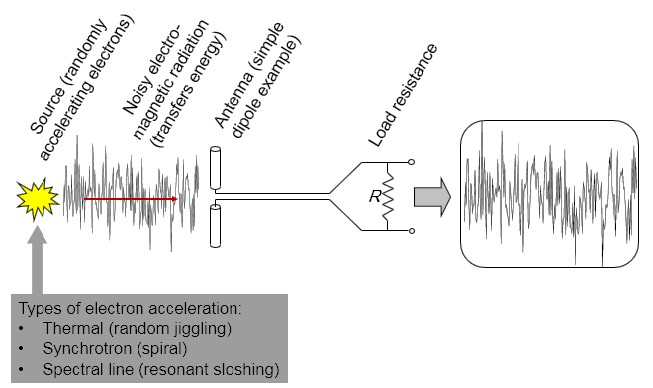 Source (randomly
accelerating electrons)
Noisy electro-
magnetic radiation
(transfers energy)
Antenna (simple
dipole example)
Load resistance
R
Types of electron acceleration:
• Thermal (random jiggling)
• Synchrotron (spiral)
• Spectral line (resonant slcshing)